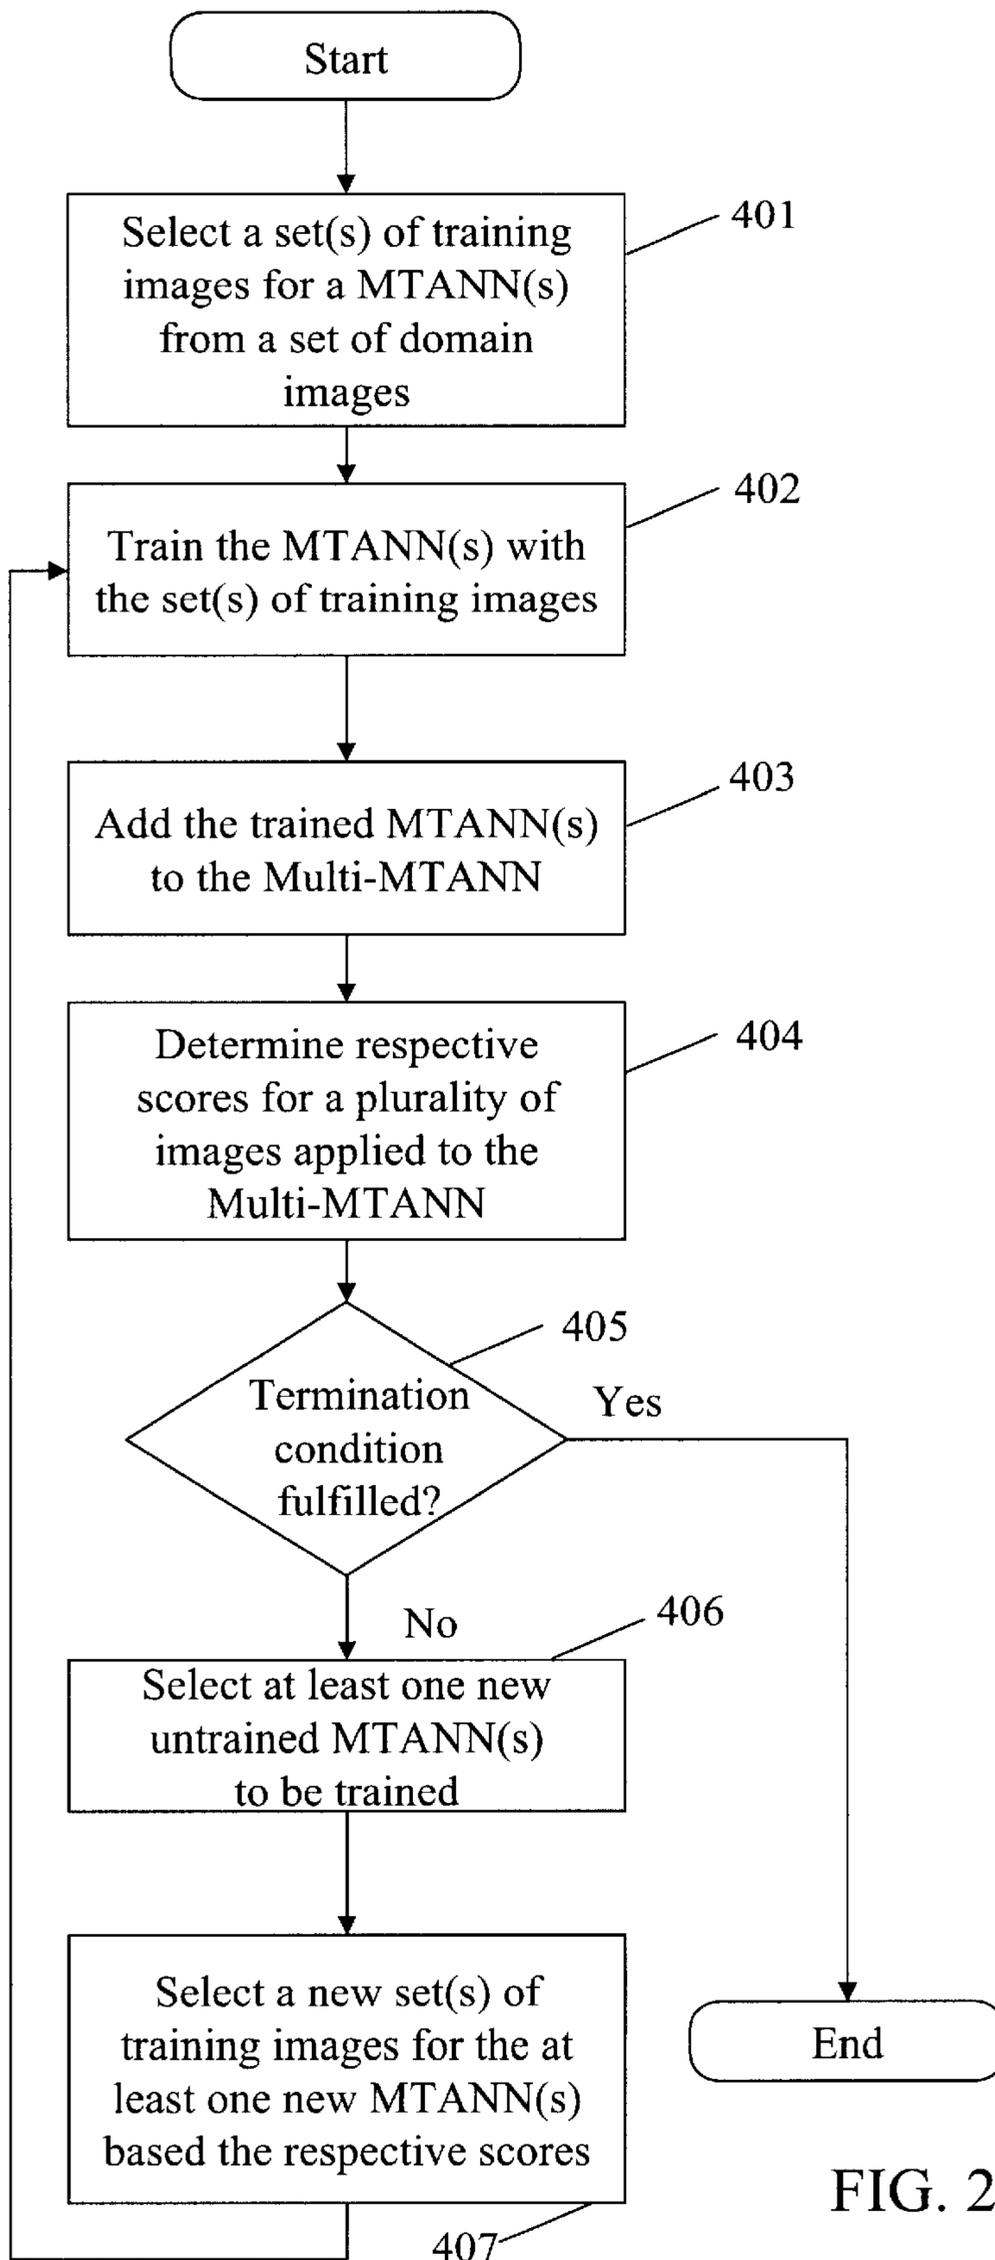 Start
Select a set(s) of training
images for a MTANN(s)
from a set of domain
images
401
Train the MTANN(s) with
the set(s) of training images
402
Add the trained MTANN(s)
to the Multi-MTANN
403
Determine respective
scores for a plurality of
images applied to the
Multi-MTANN
404
Termination
condition
fulfilled?
405
Yes
No
Select at least one new
untrained MTANN(s)
to be trained
406
Select a new set(s) of
training images for the at
least one new MTANN(s)
based the respective scores
407
End
FIG. 2